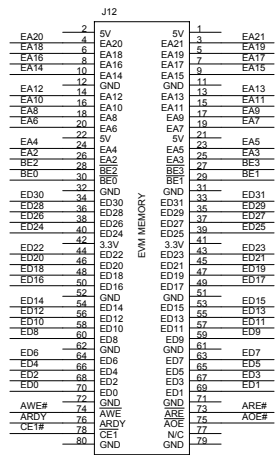 J12
2 5V 5V 1
EA20 4 EA20 EA21 3 EA21
EA18 6 EA18 EA19 5 EA19
EA16 8 EA16 EA17 7 EA17
EA14 10 EA14 EA15 9 EA15
12 GND GND 11
EA12 14 EA12 EA13 13 EA13
EA10 16 EA10 EA11 15 EA11
EA8 18 EA8 EA9 17 EA9
EA6 20 EA6 EA7 19 EA7
22 5V 5V 21
EA4 24 EA4 EA5 23 EA5
EA2 26 EA2 EA3 25 EA3
BE2 28 BE2 BE3 27 BE3
BE0 30 BE0 BE1 29 BE1
32 GND GND 31
ED30 34 ED30 ED31 33 ED31
ED28 36 ED28 ED29 35 ED29
ED26 38 ED26 ED27 37 ED27
ED24 40 ED24 ED25 39 ED25
42 3.3V 3.3V 41
ED22 44 ED22 ED23 43 ED23
ED20 46 ED20 ED21 45 ED21
ED18 48 ED18 ED19 47 ED19
ED16 50 ED16 ED17 49 ED17
52 GND GND 51
ED14 54 ED14 ED15 53 ED15
ED12 56 ED12 ED13 55 ED13
ED10 58 ED10 ED11 57 ED11
ED8 60 ED8 ED9 59 ED9
62 GND GND 61
ED6 64 ED6 ED7 63 ED7
ED4 66 ED4 ED5 65 ED5
ED2 68 ED2 ED3 67 ED3
ED0 70 ED0 ED1 69 ED1
72 GND GND 71
AWE# 74 AWE ARE 73 ARE#
ARDY 76 ARDY AOE 75 AOE#
CE1# 78 CE1 N/C 77
80 GND GND 79
EVM MEMORY